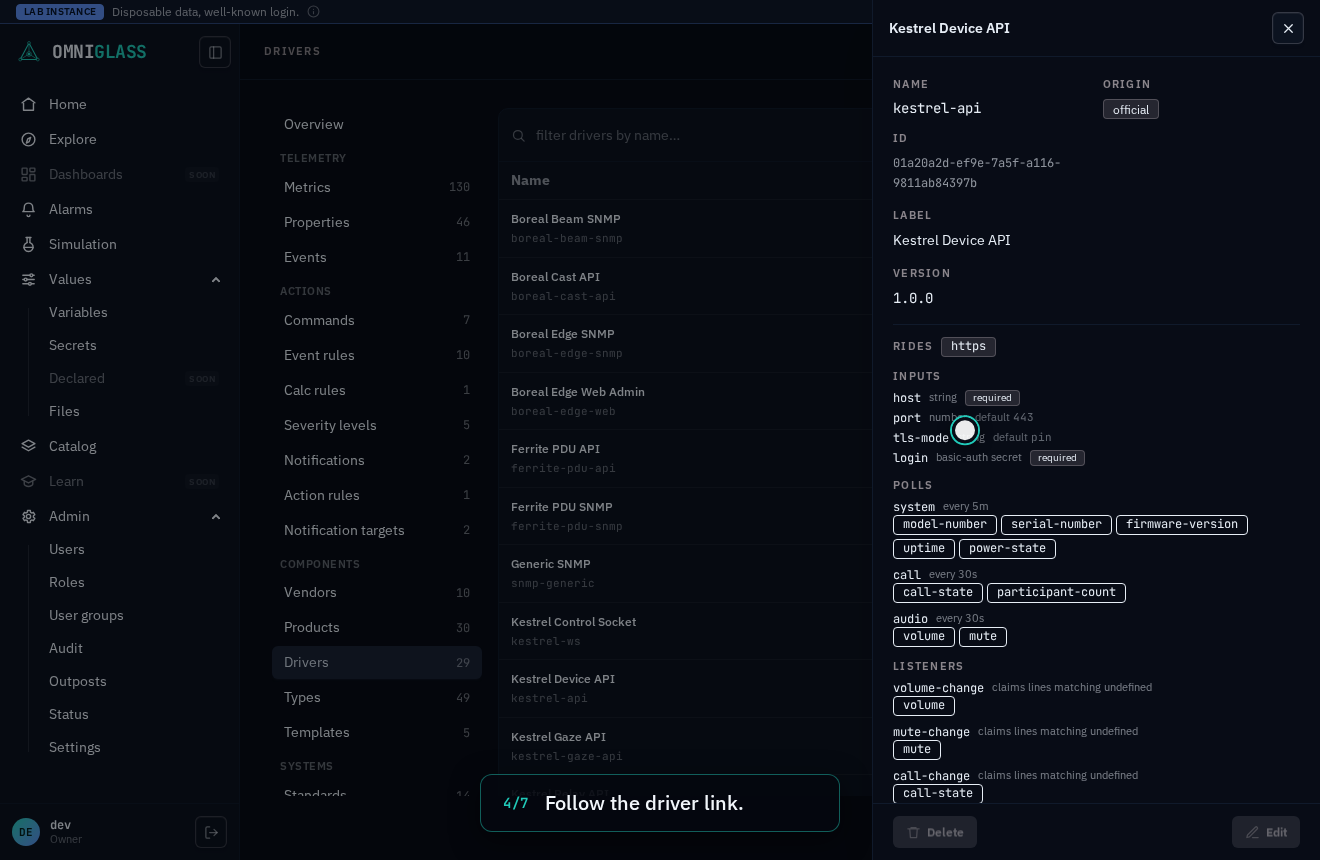 LAB INSTANCE Disposable data, well-known login.
OMNIGLASS
Home
Explore
Dashboards SOON
Alarms
Simulation
Values
Variables
Secrets
Declared SOON
Files
Catalog
Learn SOON
Admin
Users
Roles
User groups
Audit
Outposts
Status
Settings
DE dev
Owner
DRIVERS
Overview
TELEMETRY
Metrics 130
Properties 46
Events 11
ACTIONS
Commands 7
Event rules 10
Calc rules 1
Severity levels 5
Notifications 2
Action rules 1
Notification targets 2
COMPONENTS
Vendors 10
Products 30
Drivers 29
Types 49
Templates 5
SYSTEMS
Standards 14
filter drivers by name...
Name
Boreal Beam SNMP
boreal-beam-snmp
Boreal Cast API
boreal-cast-api
Boreal Edge SNMP
boreal-edge-snmp
Boreal Edge Web Admin
boreal-edge-web
Ferrite PDU API
ferrite-pdu-api
Ferrite PDU SNMP
ferrite-pdu-snmp
Generic SNMP
snmp-generic
Kestrel Control Socket
kestrel-ws
Kestrel Device API
kestrel-api
Kestrel Gaze API
kestrel-gaze-api
4/7 Follow the driver link.
Kestrel Device API
NAME
kestrel-api
ORIGIN
official
ID
01a20a2d-ef9e-7a5f-a116-
9811ab84397b
LABEL
Kestrel Device API
VERSION
1.0.0
RIDES https
INPUTS
host string required
port default 443
tls-mode default pin
login basic-auth secret required
POLLS
system every 5m
model-number serial-number firmware-version
uptime power-state
call every 30s
call-state participant-count
audio every 30s
volume mute
LISTENERS
volume-change claims lines matching undefined
volume
mute-change claims lines matching undefined
mute
call-change claims lines matching undefined
call-state
Delete Edit